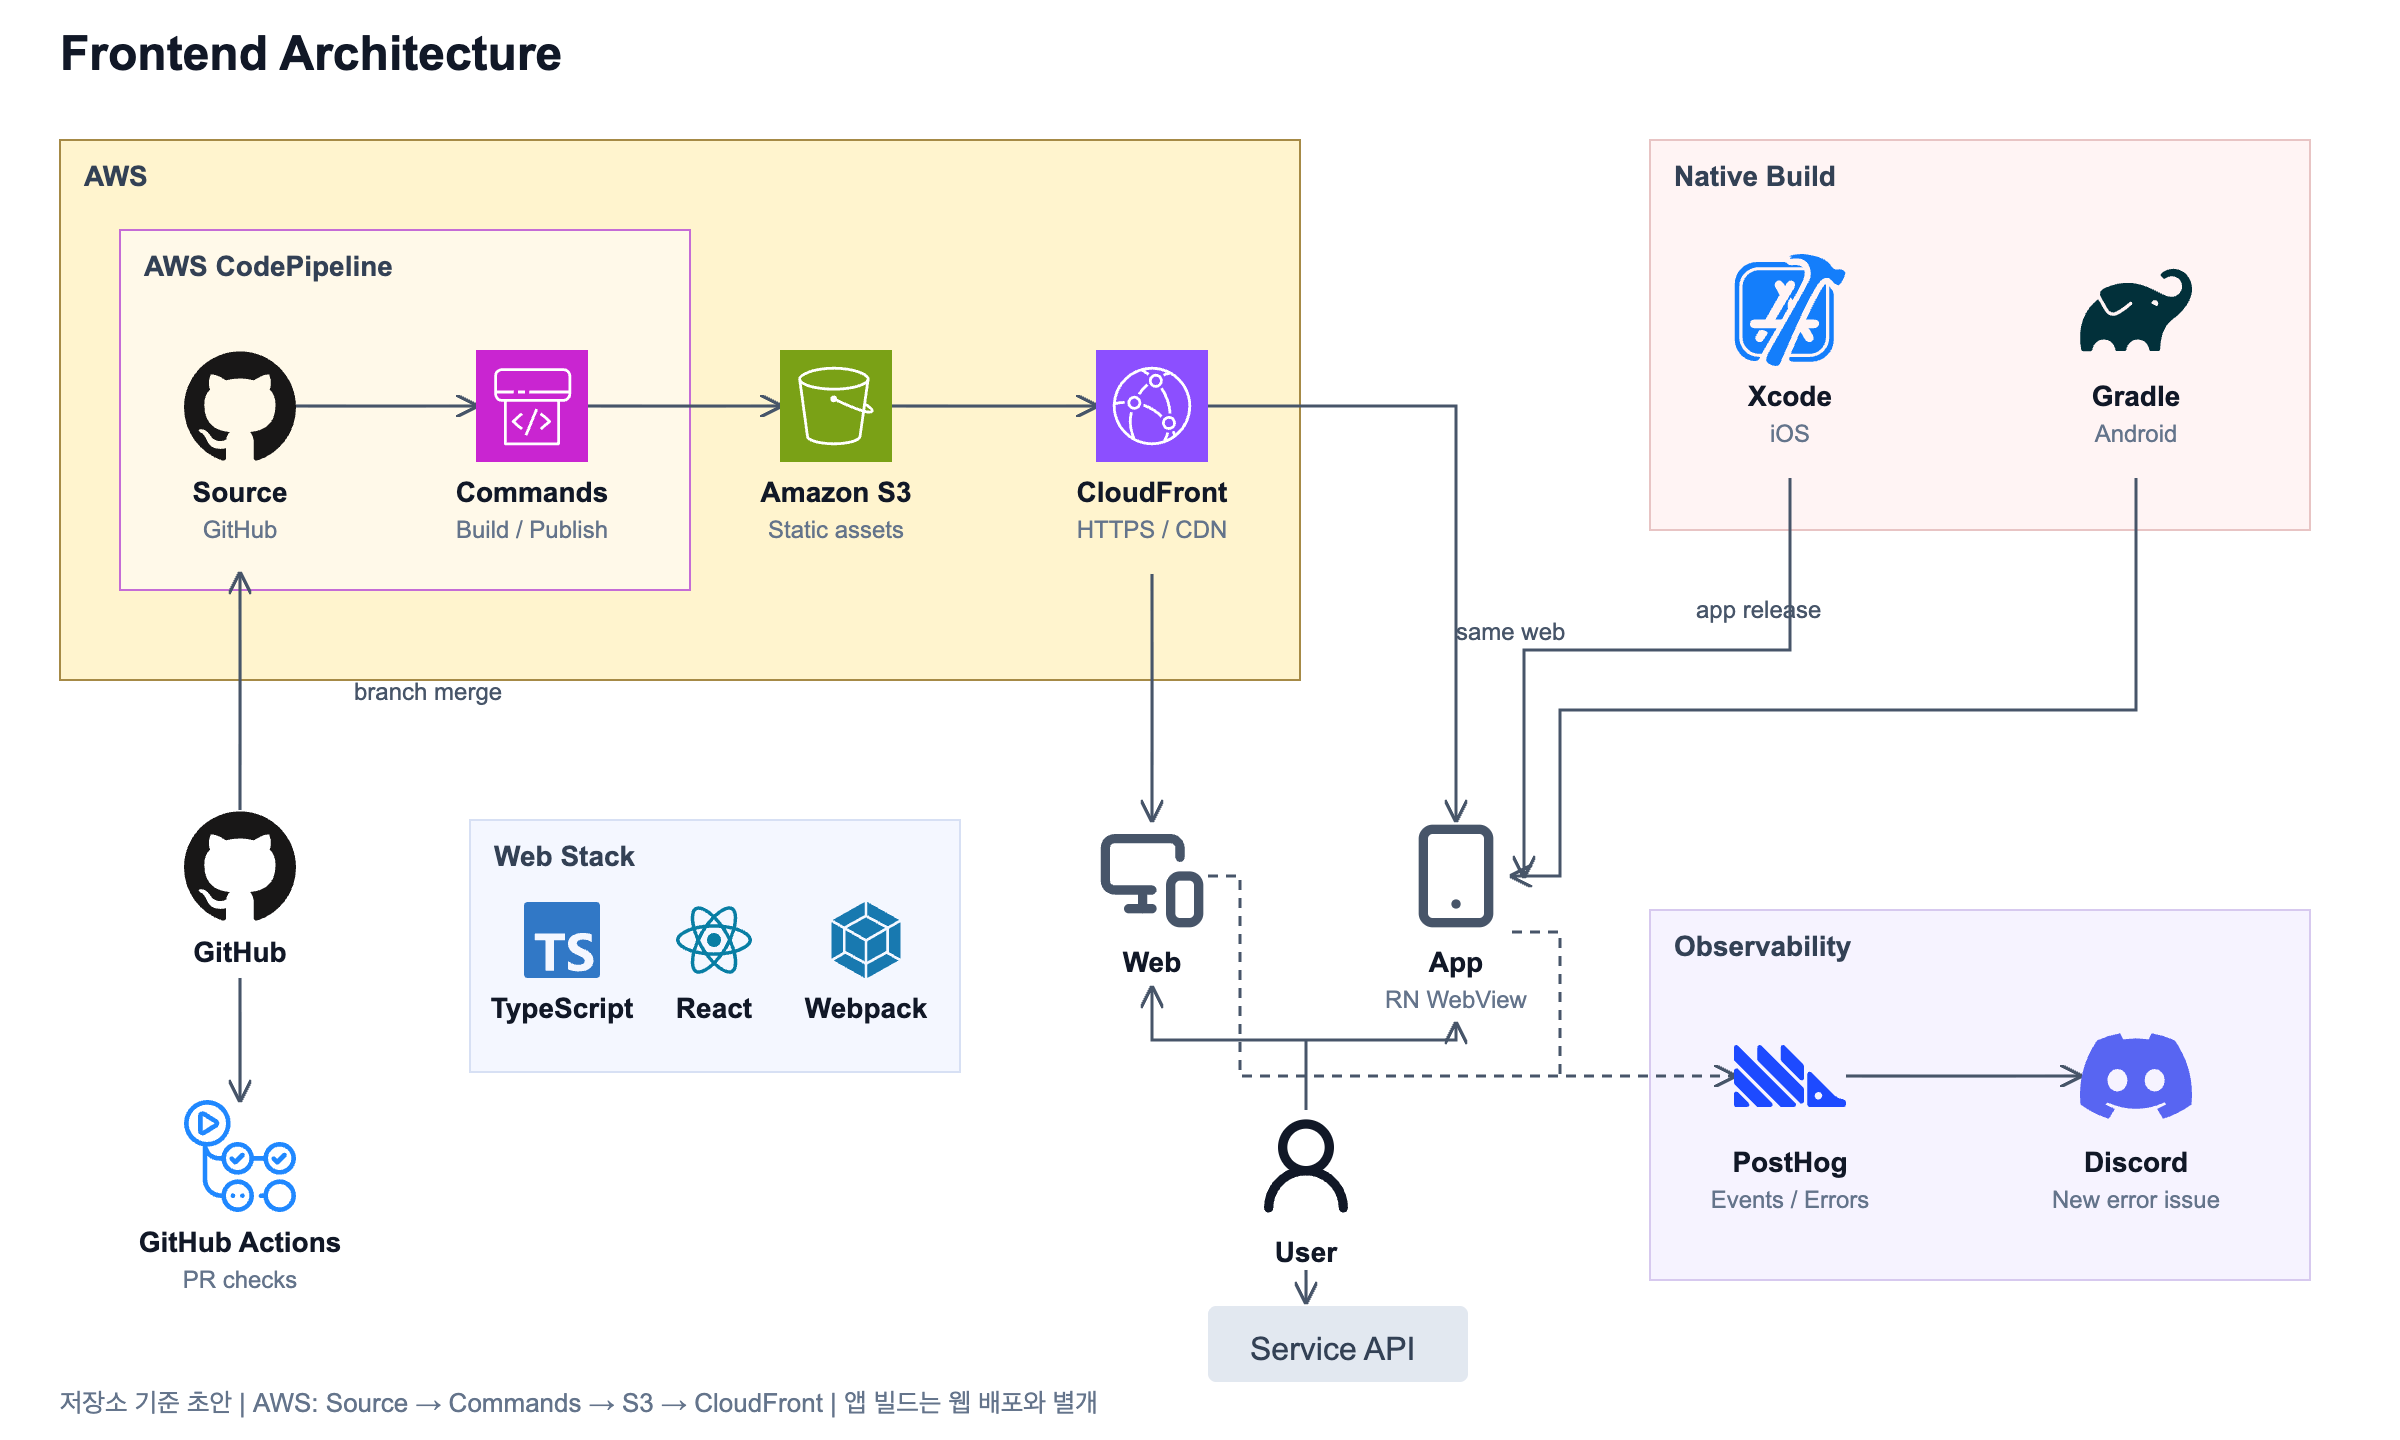 Frontend Architecture
AWS
AWS CodePipeline
Source
GitHub
Commands
Build / Publish
Amazon S3
Static assets
CloudFront
HTTPS / CDN
Native Build
Xcode
iOS
Gradle
Android
app release
same web
branch merge
GitHub
Web Stack
TS
TypeScript
React
Webpack
Web
App
RN WebView
Observability
PostHog
Events / Errors
Discord
New error issue
GitHub Actions
PR checks
User
Service API
저장소 기준 초안 | AWS: Source → Commands → S3 → CloudFront | 앱 빌드는 웹 배포와 별개